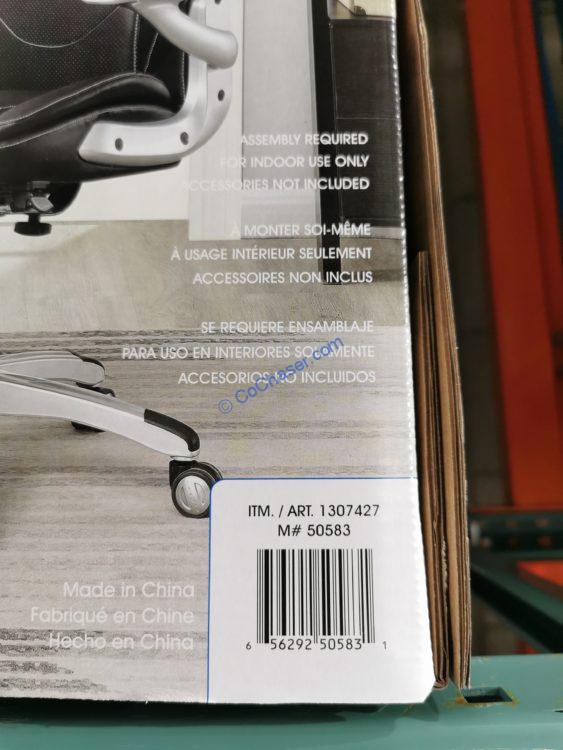 ASSEMBLY REQUIRED
FOR INDOOR USE ONLY
ACCESSORIES NOT INCLUDED
À MONTER SOI-MÊME
À USAGE INTÉRIEUR SEULEMENT
ACCESSOIRES NON INCLUS
SE REQUIERE ENSAMBLAJE
PARA USO EN INTERIORES SOLAMENTE
ACCESORIOS NO INCLUIDOS
© CoChaser.com
ITM. / ART. 1307427
M# 50583
6 56292 50583 1
Made in China
Fabriqué en Chine
Hecho en China